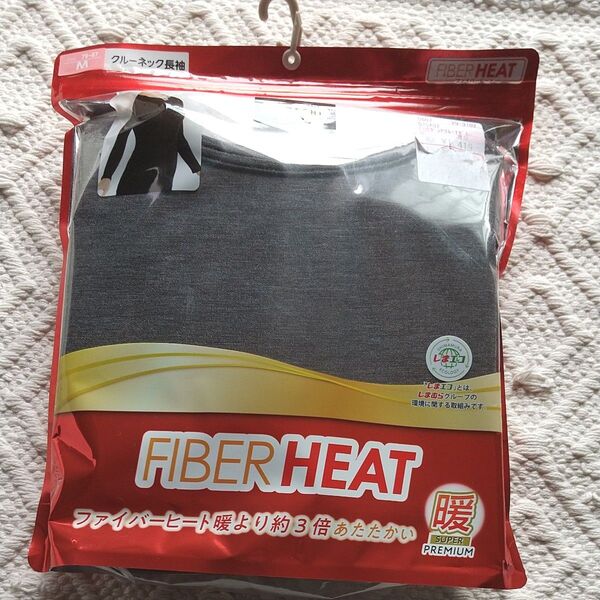 79-87
M
クルーネック長袖
FIBER HEAT
しまエコ
ECOLOGY
「しまエコ」とは、
しまむらグループの
環境に関する取組みです
FIBER HEAT
ファイバーヒート暖より約3倍あたたかい
暖
SUPER
PREMIUM